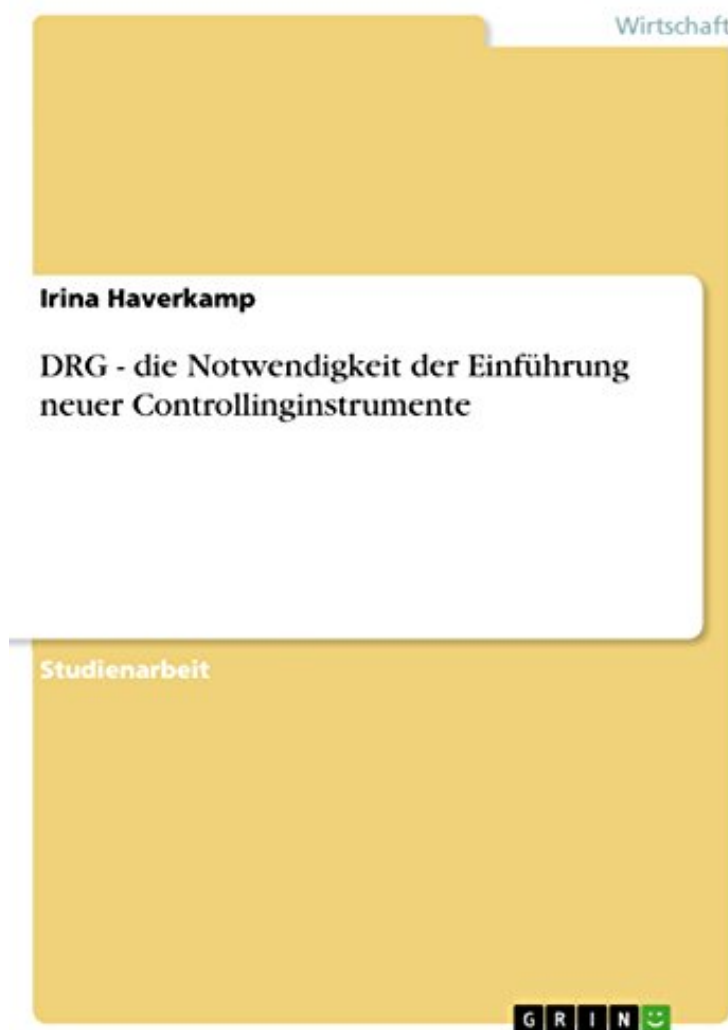 Wirtschaft
Irina Haverkamp
DRG - die Notwendigkeit der Einführung
neuer Controllinginstrumente
Studienarbeit
GRIN